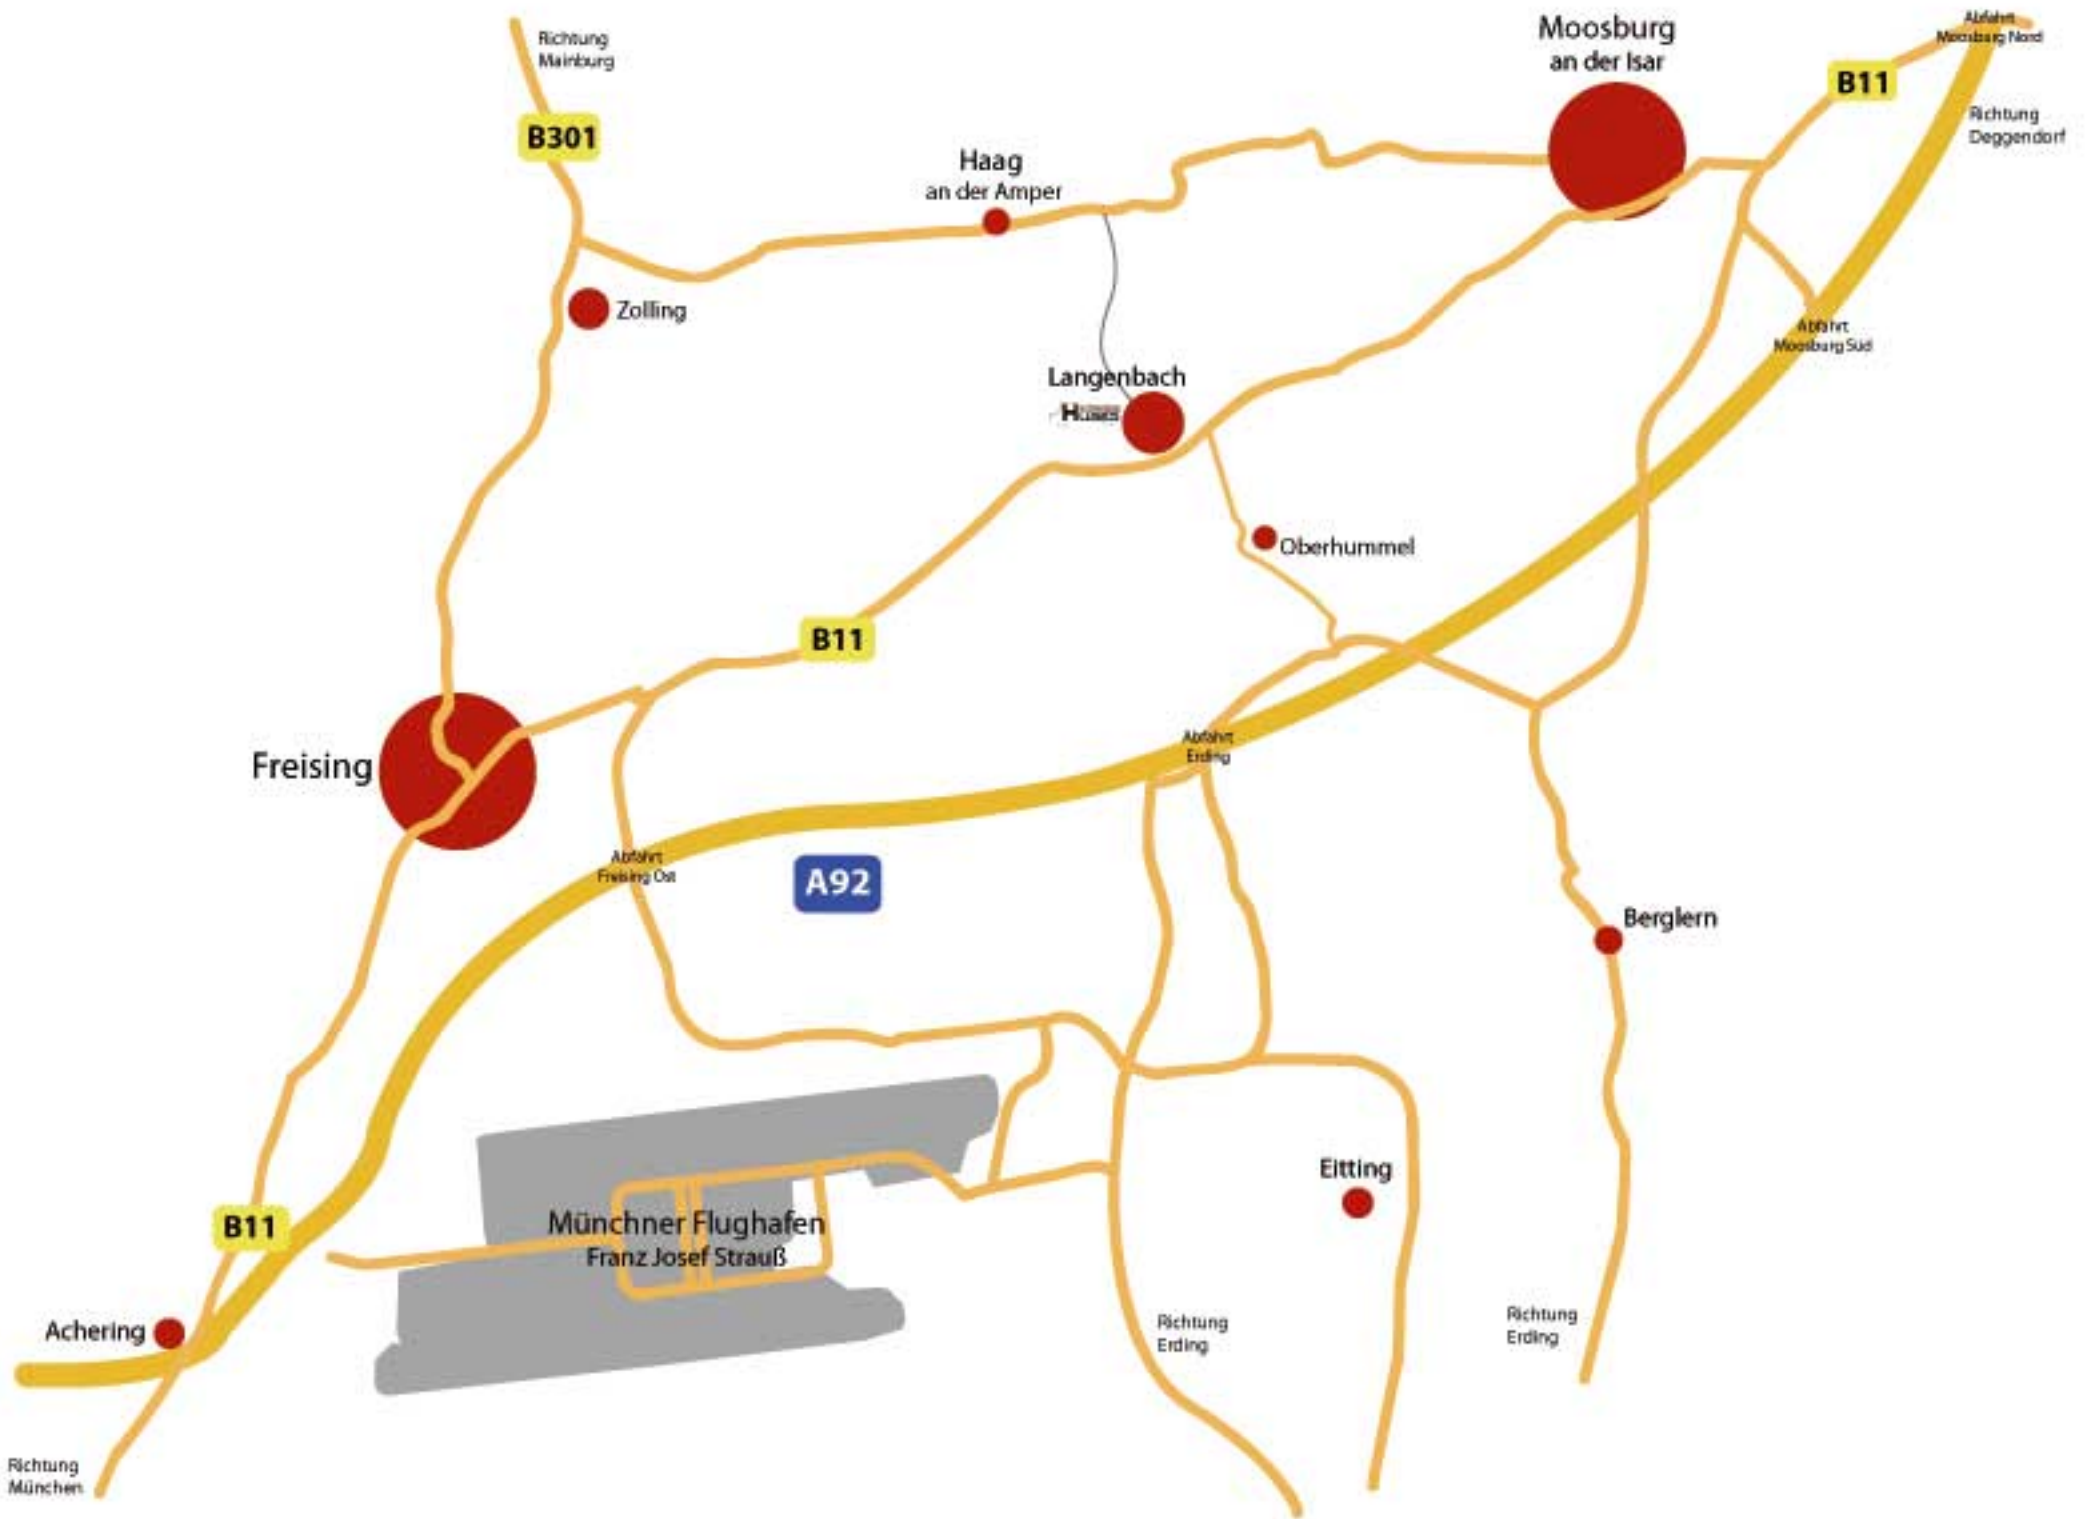 Richtung
Mainburg
B301
Haag
an der Amper
Moosburg
an der Isar
Abfahrt
Moosburg Nord
B11
Richtung
Deggendorf
Zolling
Abfahrt
Moosburg Süd
Langenbach
Oberhummel
B11
Freising
Abfahrt
Erding
Abfahrt
Freising Ost
A92
Berglern
Eitting
B11
Münchner Flughafen
Franz Josef Strauß
Achering
Richtung
Erding
Richtung
Erding
Richtung
München